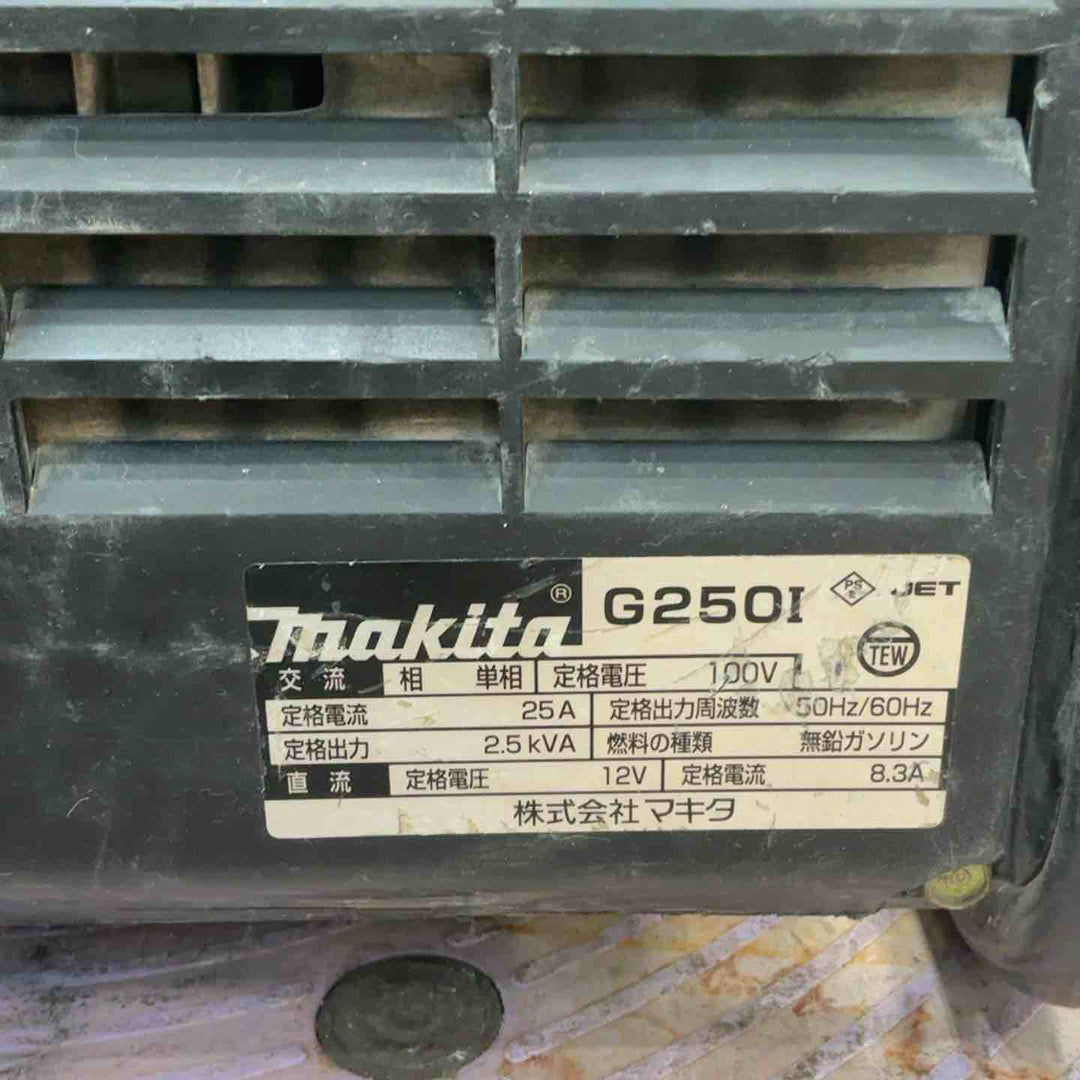 makita® G250I PS E JET
TEW
交流 相 単相 定格電圧 100V
定格電流 25A 定格出力周波数 50Hz/60Hz
定格出力 2.5kVA 燃料の種類 無鉛ガソリン
直流 定格電圧 12V 定格電流 8.3A
株式会社マキタ